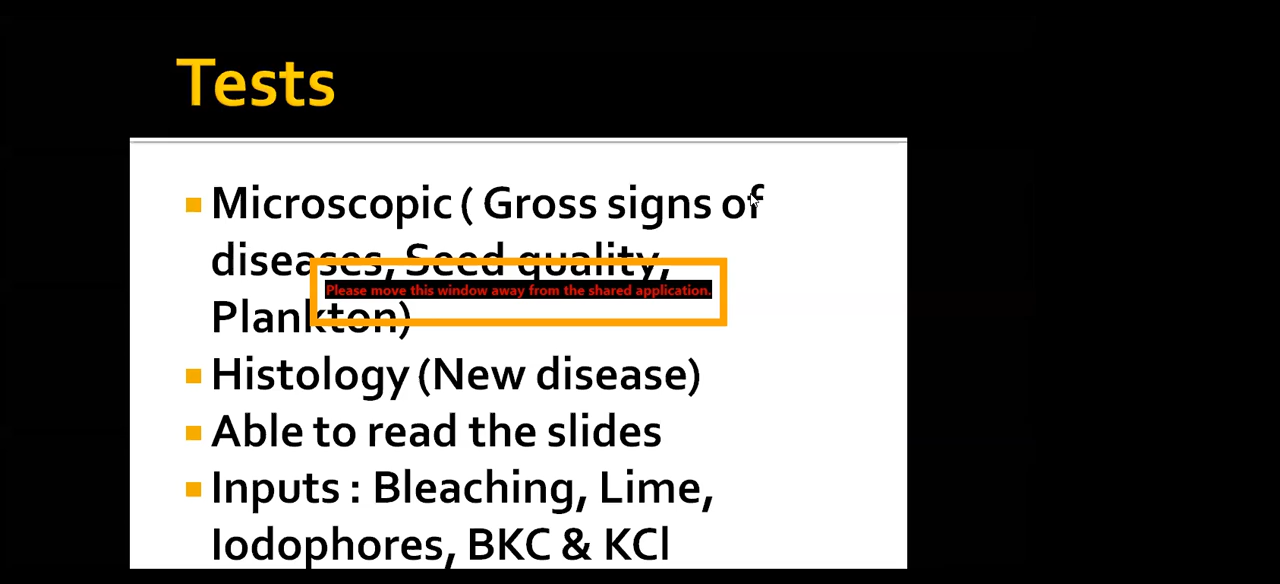 Tests
Microscopic ( Gross signs of
diseases, Seed quality,
Please move this window away from the shared application.
Plankton)
Histology (New disease)
Able to read the slides
Inputs : Bleaching, Lime,
Iodophores, BKC & KCl